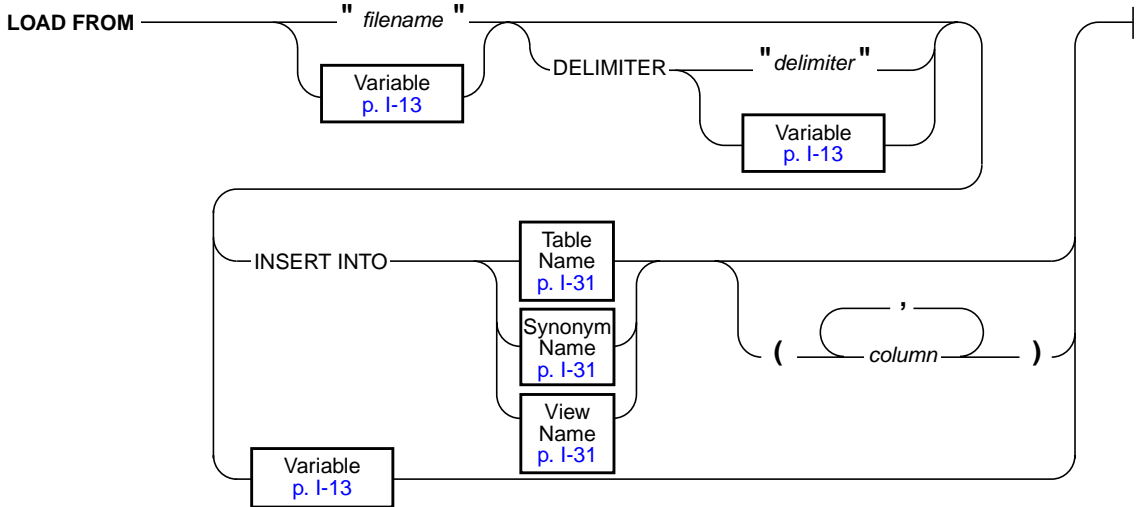 LOAD FROM " filename "
Variable
p. I-13
DELIMITER "delimiter"
Variable
p. I-13
INSERT INTO
Table
Name
p. I-31
Synonym
Name
p. I-31
View
Name
p. I-31
,
( column )
Variable
p. I-13